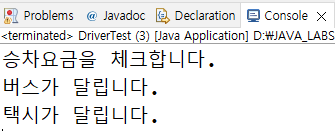 Problems @ Javadoc Declaration Console
<terminated> DriverTest (3) [Java Application] D:₩JAVA_LABS
승차요금을 체크합니다.
버스가 달립니다.
택시가 달립니다.